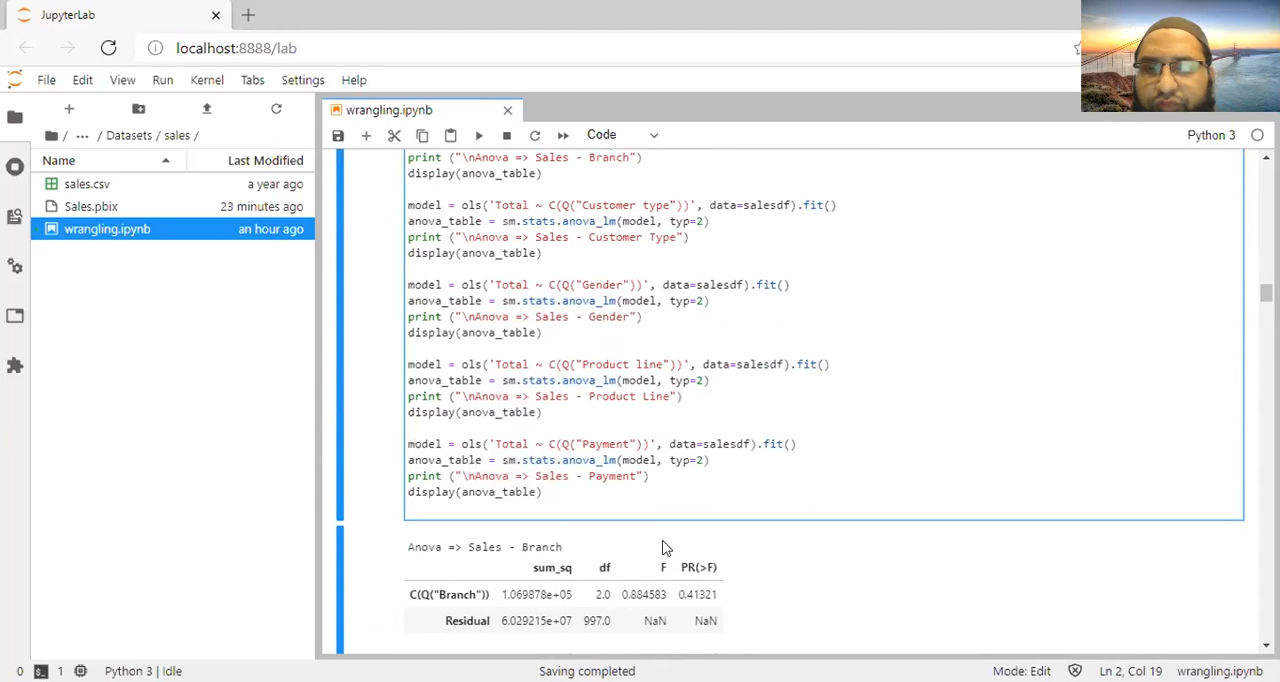 JupyterLab
localhost:8888/lab
File Edit View Run Kernel Tabs Settings Help
wrangling.ipynb
/ ... Datasets / sales /
Code
Python 3
Name Last Modified
sales.csv a year ago
Sales.pbix 23 minutes ago
wrangling.ipynb an hour ago
print ("\nAnova => Sales - Branch")
display(anova_table)
model = ols('Total ~ C(Q("Customer type"))', data=salesdf).fit()
anova_table = sm.stats.anova_lm(model, typ=2)
print ("\nAnova => Sales - Customer Type")
display(anova_table)
model = ols('Total ~ C(Q("Gender"))', data=salesdf).fit()
anova_table = sm.stats.anova_lm(model, typ=2)
print ("\nAnova => Sales - Gender")
display(anova_table)
model = ols('Total ~ C(Q("Product line"))', data=salesdf).fit()
anova_table = sm.stats.anova_lm(model, typ=2)
print ("\nAnova => Sales - Product Line")
display(anova_table)
model = ols('Total ~ C(Q("Payment"))', data=salesdf).fit()
anova_table = sm.stats.anova_lm(model, typ=2)
print ("\nAnova => Sales - Payment")
display(anova_table)
Anova => Sales - Branch
sum_sq df F PR(>F)
C(Q("Branch")) 1.069878e+05 2.0 0.884583 0.41321
Residual 6.029215e+07 997.0 NaN NaN
0 1 Python 3 | Idle Saving completed Mode: Edit Ln 2, Col 19 wrangling.ipynb